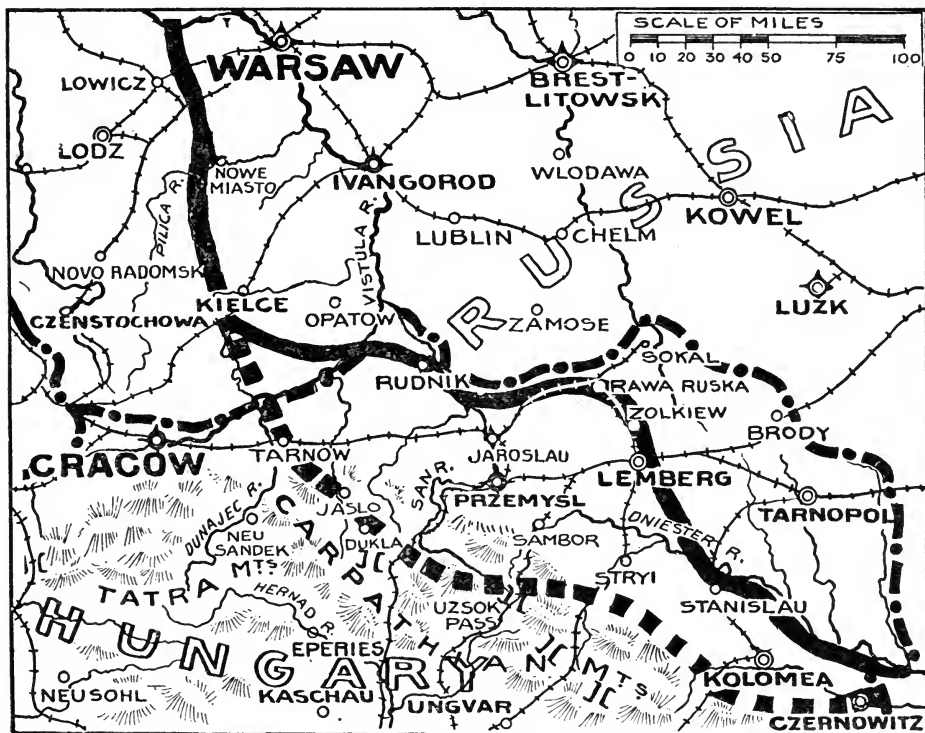 SCALE OF MILES
0 10 20 30 40 50 75 100
WARSAW
LOWICZ
BREST-
LITOWSK
LODZ
NOWE
MIASTO
IVANGOROD
WLODAWA
RUSSIA
PILICA R.
VISTULA R.
LUBLIN
CHELM
KOWEL
NOVO RADOMSK
KIELCE
OPATOW
ZAMOSE
LUZK
CZENSTOCHOWA
SOKAL
RUDNIK
RAWA RUSKA
ZOLKIEW
BRODY
CRACOW
TARNOW
JAROSLAU
SAN R.
PRZEMYSL
LEMBERG
TARNOPOL
DUNAJEC R.
JASLO
NEU
SANDEK
DUKLA
SAMBOR
DNIESTER R.
STRYI
TATRA MTS
CARPATHIAN MTS
HERNAD R.
UZSOK
PASS
STANISLAU
HUNGARY
EPERIES
NEUSOHL
KASCHAU
UNGVAR
KOLOMEA
CZERNOWITZ